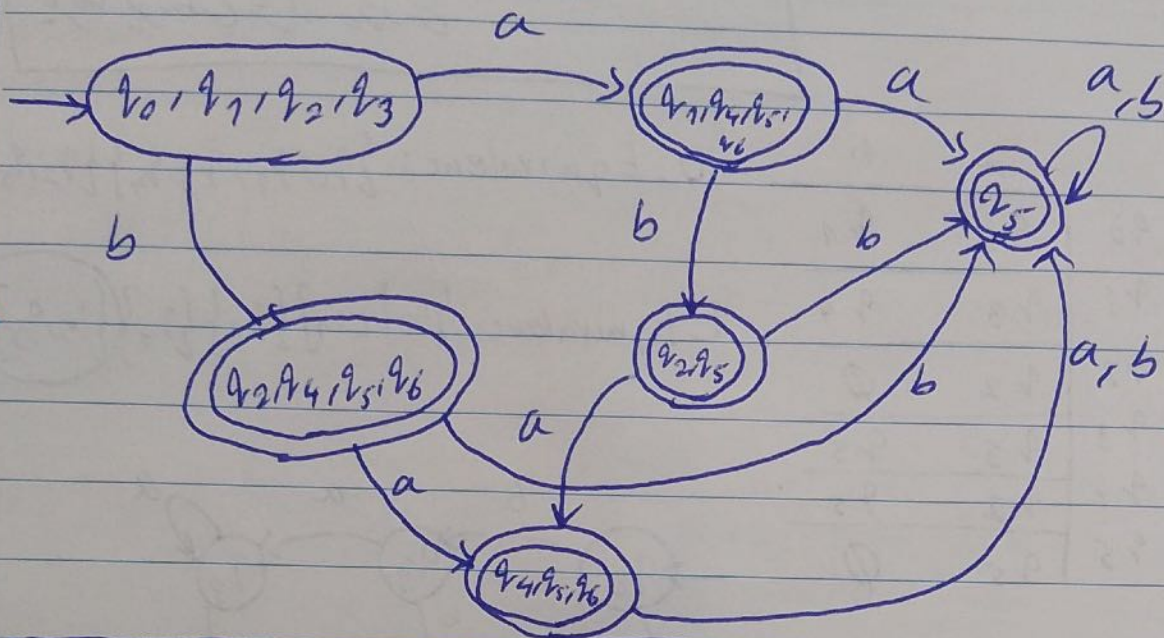 a
q0, q1, q2, q3
q1, q4, q5,
q6
a
a, b
q5
b
b
b
q2, q4, q5, q6
q2, q5
a
b
a, b
a
q4, q5, q6